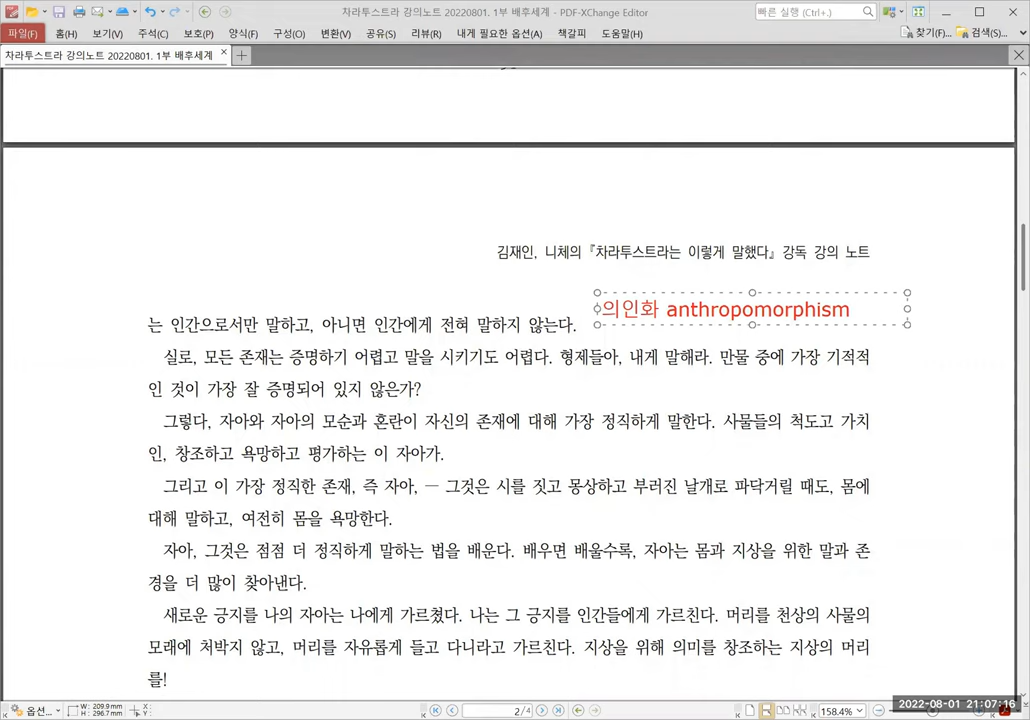 차라투스트라 강의노트 20220801. 1부 배후세계 - PDF-XChange Editor
빠른 실행 (Ctrl+.)
파일(F) 홈(H) 보기(V) 주석(C) 보호(P) 양식(F) 구성(O) 변환(V) 공유(S) 리뷰(R) 내게 필요한 옵션(A) 책갈피 도움말(H) 찾기(F)... 검색(S)...
차라투스트라 강의노트 20220801. 1부 배후세계
김재인, 니체의 『차라투스트라는 이렇게 말했다』 강독 강의 노트
의인화 anthropomorphism
는 인간으로서만 말하고, 아니면 인간에게 전혀 말하지 않는다.
실로, 모든 존재는 증명하기 어렵고 말을 시키기도 어렵다. 형제들아, 내게 말해라. 만물 중에 가장 기적적
인 것이 가장 잘 증명되어 있지 않은가?
그렇다, 자아와 자아의 모순과 혼란이 자신의 존재에 대해 가장 정직하게 말한다. 사물들의 척도고 가치
인, 창조하고 욕망하고 평가하는 이 자아가.
그리고 이 가장 정직한 존재, 즉 자아, — 그것은 시를 짓고 몽상하고 부러진 날개로 파닥거릴 때도, 몸에
대해 말하고, 여전히 몸을 욕망한다.
자아, 그것은 점점 더 정직하게 말하는 법을 배운다. 배우면 배울수록, 자아는 몸과 지상을 위한 말과 존
경을 더 많이 찾아낸다.
새로운 긍지를 나의 자아는 나에게 가르쳤다. 나는 그 긍지를 인간들에게 가르친다. 머리를 천상의 사물의
모래에 처박지 않고, 머리를 자유롭게 들고 다니라고 가르친다. 지상을 위해 의미를 창조하는 지상의 머리
를!
옵션... W: 209.9mm X:
H: 296.7mm Y:
2/4
158.4%
2022-08-01 21:07:16